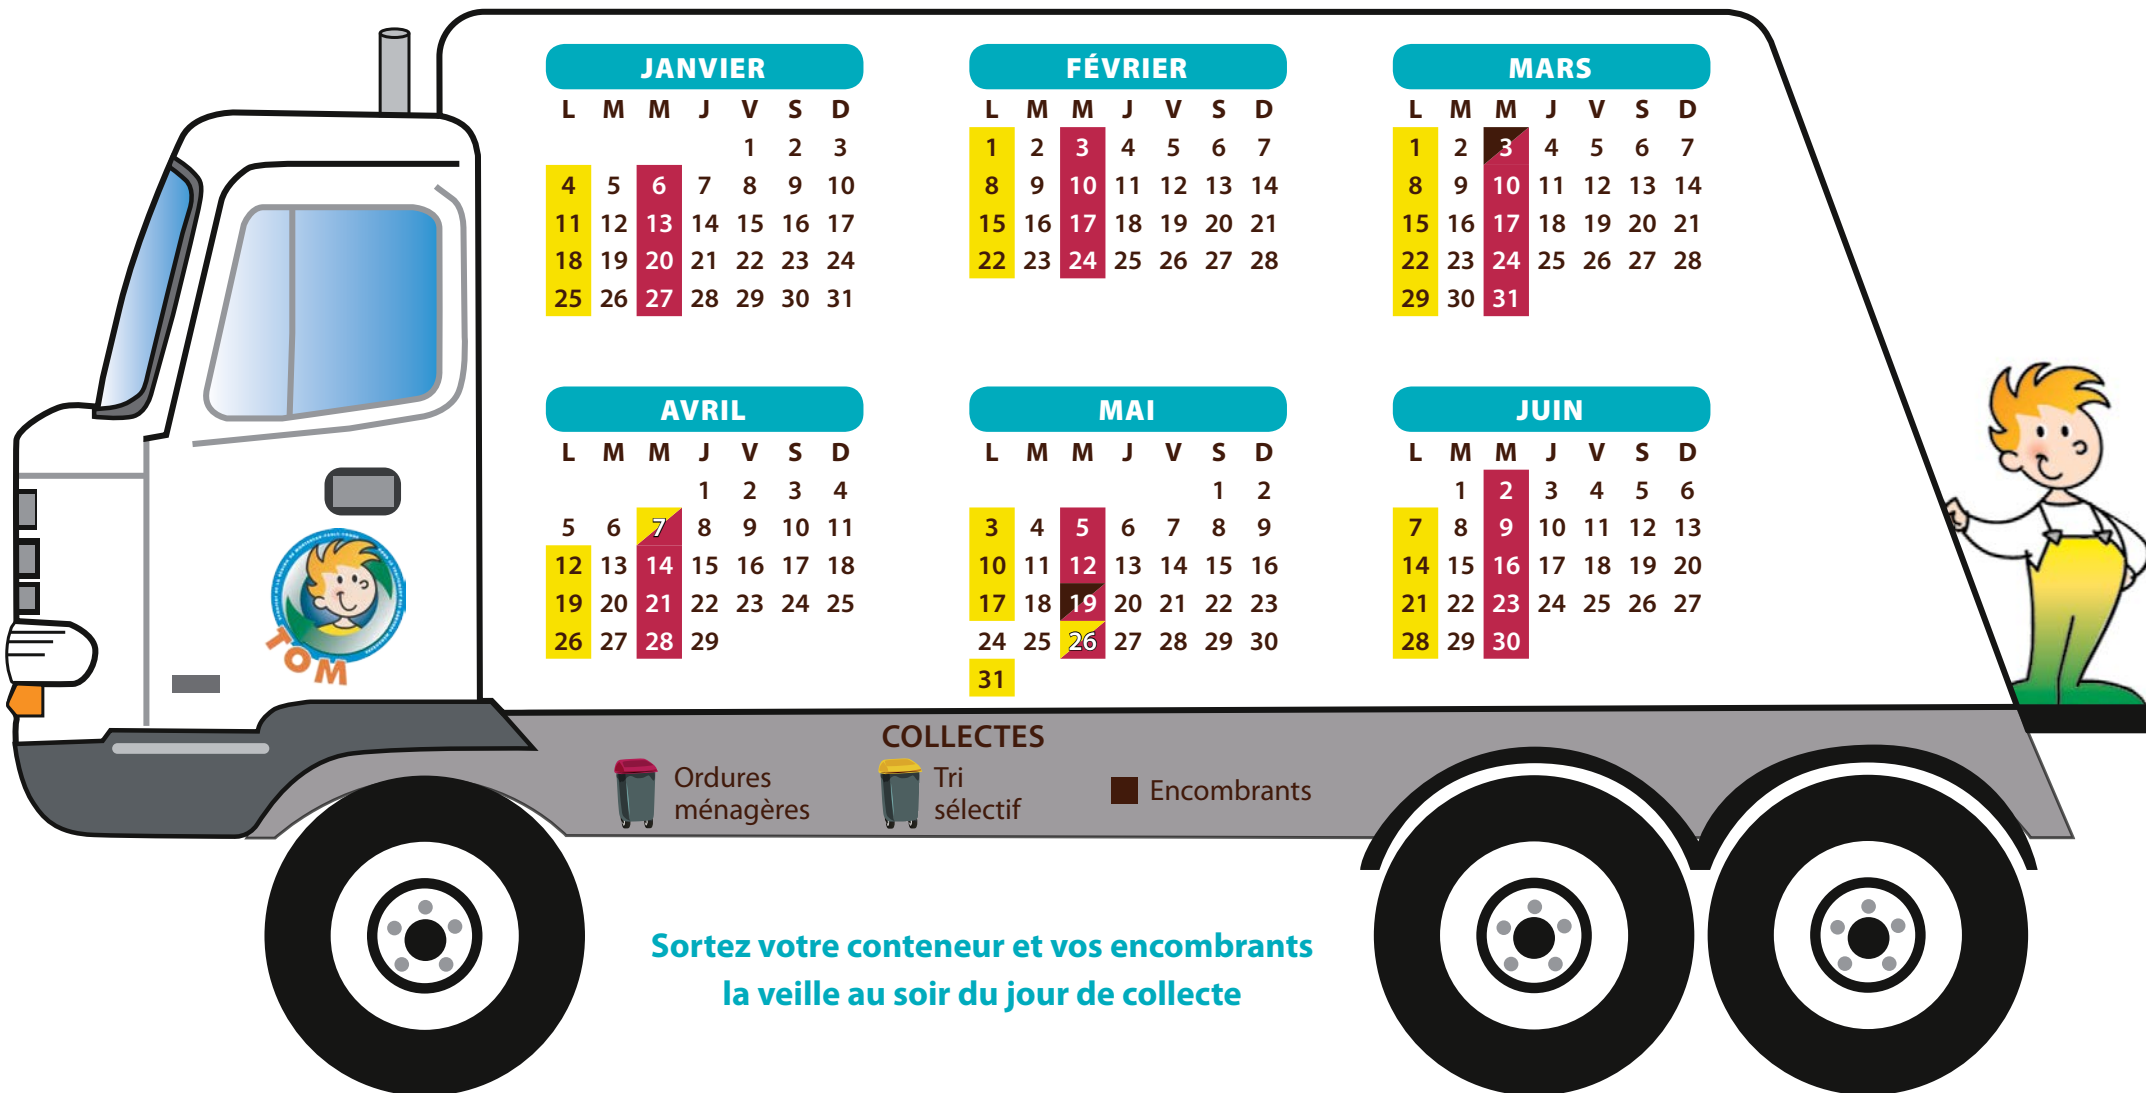 JANVIER
L M M J V S D
1 2 3
4 5 6 7 8 9 10
11 12 13 14 15 16 17
18 19 20 21 22 23 24
25 26 27 28 29 30 31
FÉVRIER
L M M J V S D
1 2 3 4 5 6 7
8 9 10 11 12 13 14
15 16 17 18 19 20 21
22 23 24 25 26 27 28
MARS
L M M J V S D
1 2 3 4 5 6 7
8 9 10 11 12 13 14
15 16 17 18 19 20 21
22 23 24 25 26 27 28
29 30 31
AVRIL
L M M J V S D
1 2 3 4
5 6 7 8 9 10 11
12 13 14 15 16 17 18
19 20 21 22 23 24 25
26 27 28 29
MAI
L M M J V S D
1 2
3 4 5 6 7 8 9
10 11 12 13 14 15 16
17 18 19 20 21 22 23
24 25 26 27 28 29 30
31
JUIN
L M M J V S D
1 2 3 4 5 6
7 8 9 10 11 12 13
14 15 16 17 18 19 20
21 22 23 24 25 26 27
28 29 30
TOM
COLLECTES
Ordures
ménagères
Tri
sélectif
Encombrants
Sortez votre conteneur et vos encombrants
la veille au soir du jour de collecte